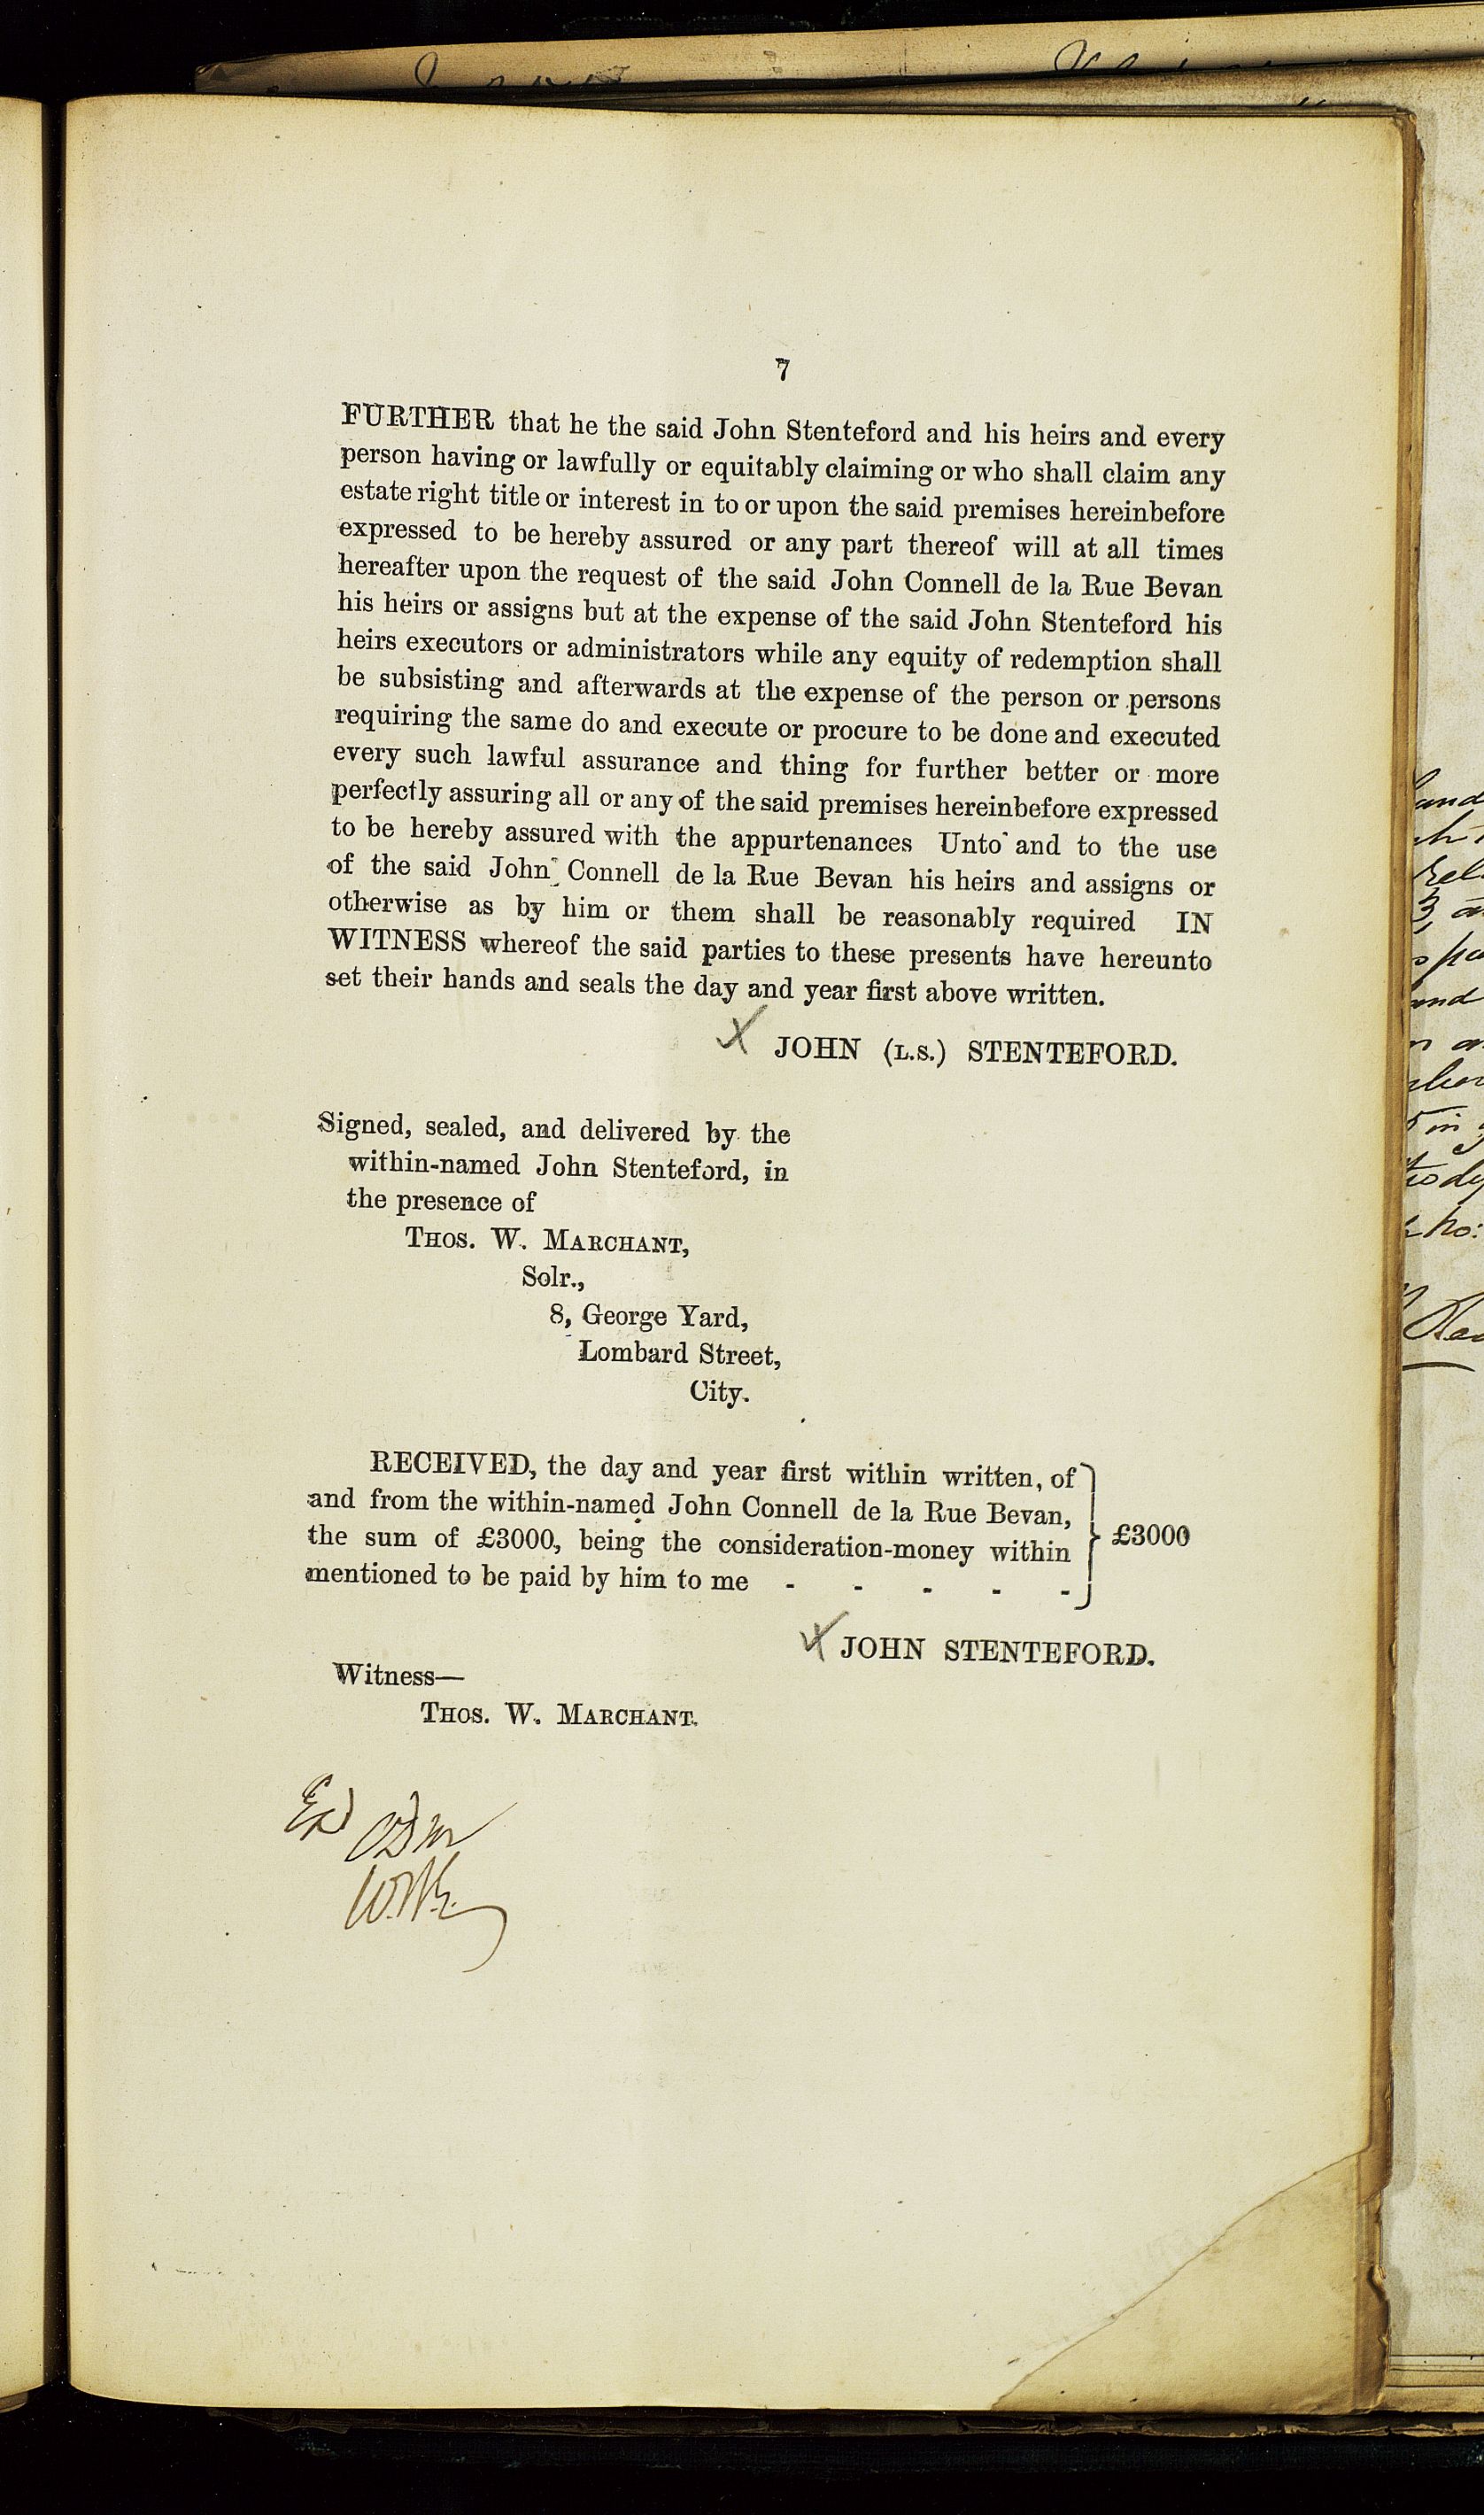 7
FURTHER that he the said John Stenteford and his heirs and every
person having or lawfully or equitably claiming or who shall claim any
estate right title or interest in to or upon the said premises hereinbefore
expressed to be hereby assured or any part thereof will at all times
hereafter upon the request of the said John Connell de la Rue Bevan
his heirs or assigns but at the expense of the said John Stenteford his
heirs executors or administrators while any equity of redemption shall
be subsisting and afterwards at the expense of the person or persons
requiring the same do and execute or procure to be done and executed
every such lawful assurance and thing for further better or more
perfectly assuring all or any of the said premises hereinbefore expressed
to be hereby assured with the appurtenances Unto and to the use
of the said John Connell de la Rue Bevan his heirs and assigns or
otherwise as by him or them shall be reasonably required IN
WITNESS whereof the said parties to these presents have hereunto
set their hands and seals the day and year first above written.
JOHN (L.S.) STENTEFORD.
Signed, sealed, and delivered by the
within-named John Stenteford, in
the presence of
THOS. W. MARCHANT,
Solr.,
8, George Yard,
Lombard Street,
City.
RECEIVED, the day and year first within written, of
and from the within-named John Connell de la Rue Bevan,
the sum of £3000, being the consideration-money within
mentioned to be paid by him to me - - - - -
£3000
JOHN STENTEFORD.
Witness—
THOS. W. MARCHANT.